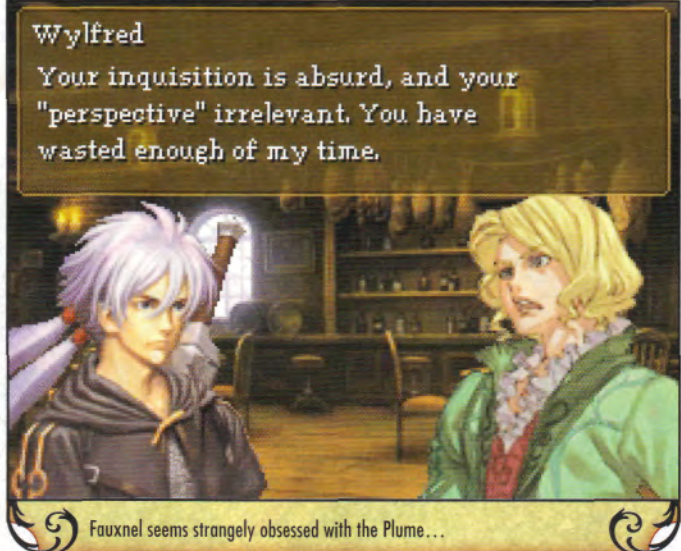 Wylfred
Your inquisition is absurd, and your
"perspective" irrelevant. You have
wasted enough of my time.
Fauxnel seems strangely obsessed with the Plume...